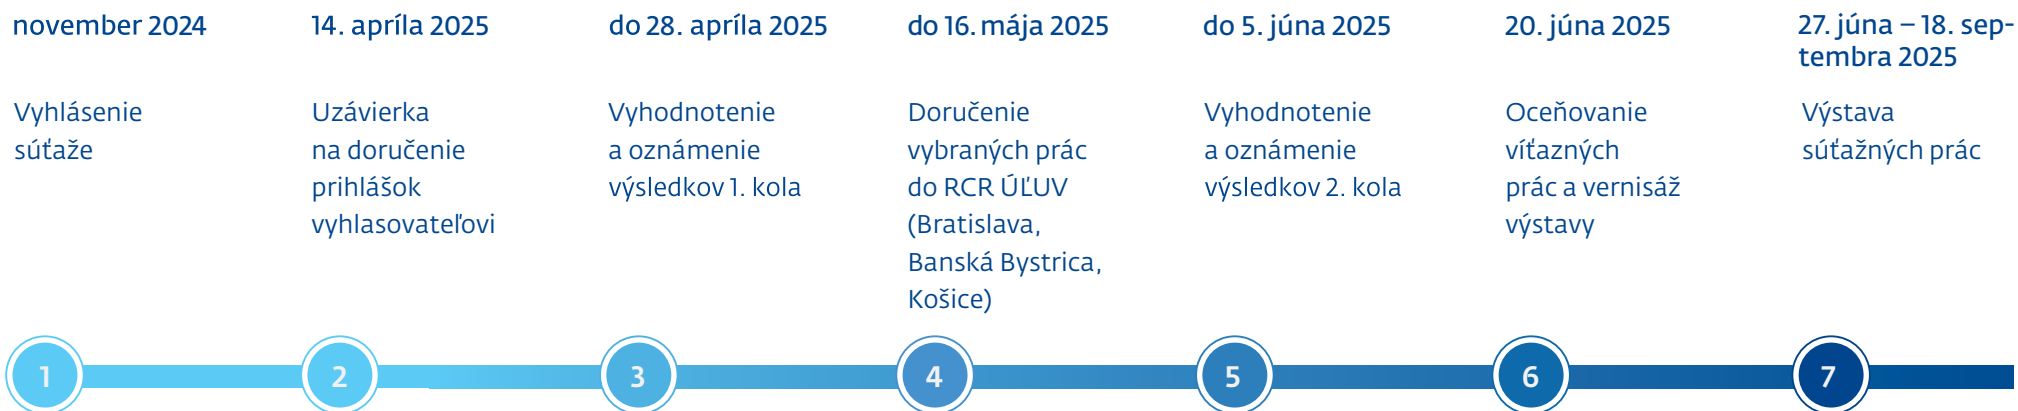 november 2024
Vyhlásenie
súťaže
14. apríla 2025
Uzávierka
na doručenie
prihlášok
vyhlasovateľovi
do 28. apríla 2025
Vyhodnotenie
a oznámenie
výsledkov 1. kola
do 16. mája 2025
Doručenie
vybraných prác
do RCR ÚĽUV
(Bratislava,
Banská Bystrica,
Košice)
do 5. júna 2025
Vyhodnotenie
a oznámenie
výsledkov 2. kola
20. júna 2025
Oceňovanie
víťazných
prác a vernisáž
výstavy
27. júna – 18. sep-
tembra 2025
Výstava
súťažných prác
1
2
3
4
5
6
7